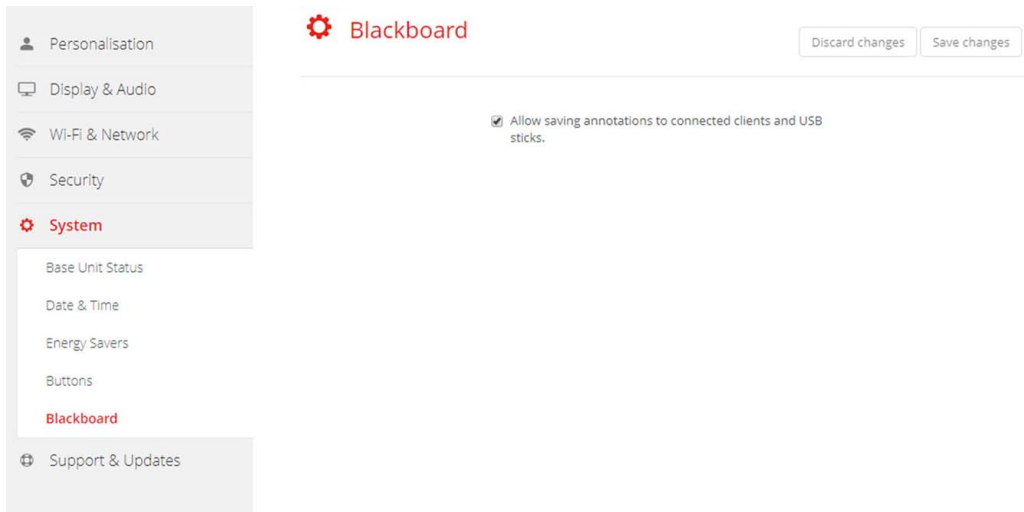 Personalisation
Display & Audio
Wi-Fi & Network
Security
System
Base Unit Status
Date & Time
Energy Savers
Buttons
Blackboard
Support & Updates
Blackboard
Discard changes
Save changes
Allow saving annotations to connected clients and USB
sticks.